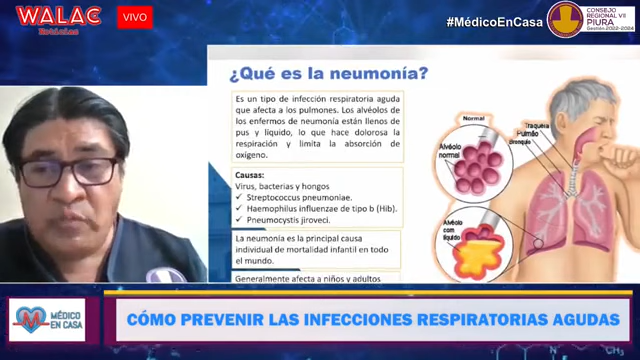 WALAC
Noticias
VIVO
#MédicoEnCasa
CONSEJO
REGIONAL VII
PIURA
Gestión 2022-2024
¿Qué es la neumonía?
Es un tipo de infección respiratoria aguda
que afecta a los pulmones. Los alvéolos de
los enfermos de neumonía están llenos de
pus y líquido, lo que hace dolorosa la
respiración y limita la absorción de
oxígeno.
Causas:
Virus, bacterias y hongos
✓ Streptococcus pneumoniae.
✓ Haemophilus influenzae de tipo b (Hib).
✓ Pneumocystis jiroveci.
La neumonía es la principal causa
individual de mortalidad infantil en todo
el mundo.
Generalmente afecta a niños y adultos
Normal
Alvéolo
normal
Traqueia
Pulmão
Bronquio
Alvéolo
com
líquido
MÉDICO
EN CASA
CÓMO PREVENIR LAS INFECCIONES RESPIRATORIAS AGUDAS